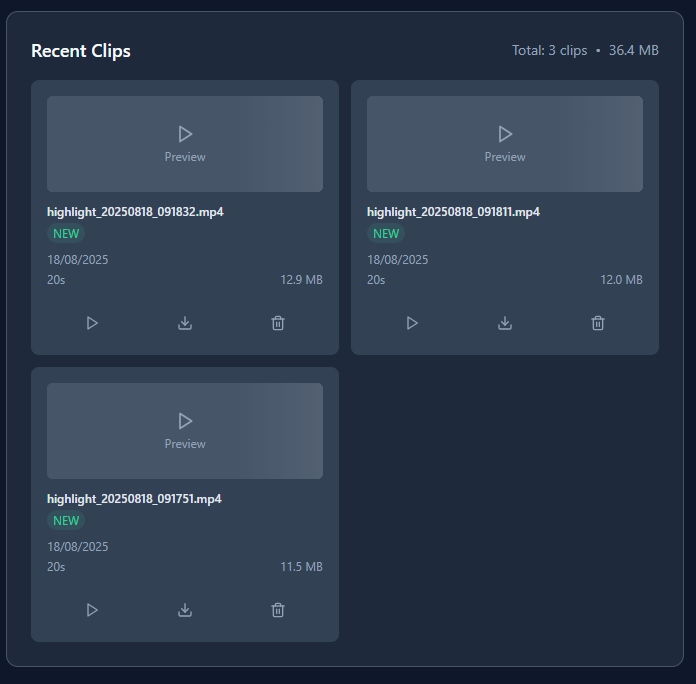 Recent Clips
Total: 3 clips • 36.4 MB
Preview
highlight_20250818_091832.mp4
NEW
18/08/2025
20s 12.9 MB
Preview
highlight_20250818_091811.mp4
NEW
18/08/2025
20s 12.0 MB
Preview
highlight_20250818_091751.mp4
NEW
18/08/2025
20s 11.5 MB